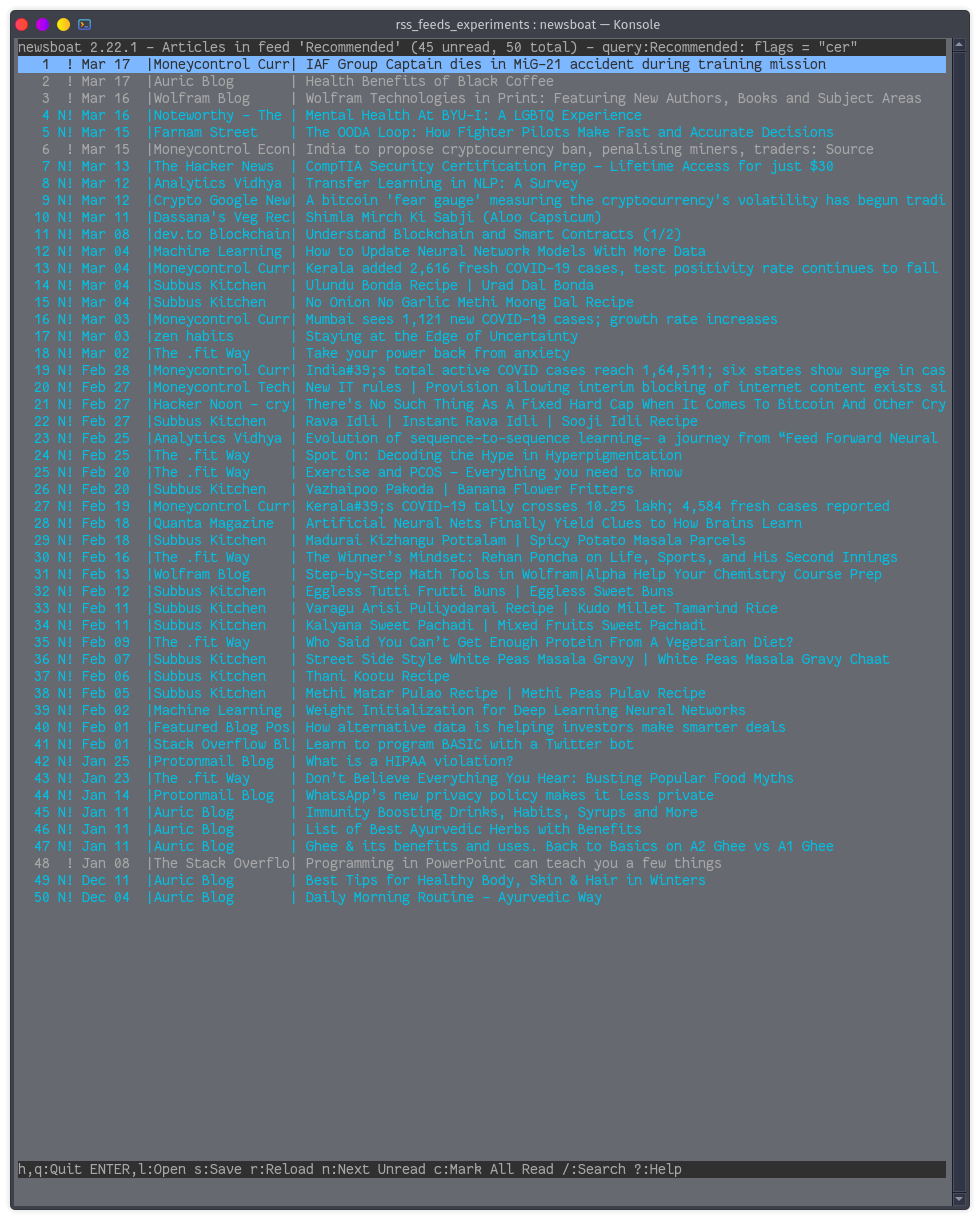 rss_feeds_experiments : newsboat — Konsole
newsboat 2.22.1 - Articles in feed 'Recommended' (45 unread, 50 total) - query:Recommended: flags = "cer"
1 ! Mar 17 |Moneycontrol Curr| IAF Group Captain dies in MiG-21 accident during training mission
2 ! Mar 17 |Auric Blog | Health Benefits of Black Coffee
3 ! Mar 16 |Wolfram Blog | Wolfram Technologies in Print: Featuring New Authors, Books and Subject Areas
4 N! Mar 16 |Noteworthy - The | Mental Health At BYU-I: A LGBTQ Experience
5 N! Mar 15 |Farnam Street | The OODA Loop: How Fighter Pilots Make Fast and Accurate Decisions
6 ! Mar 15 |Moneycontrol Econ| India to propose cryptocurrency ban, penalising miners, traders: Source
7 N! Mar 13 |The Hacker News | CompTIA Security Certification Prep — Lifetime Access for just $30
8 N! Mar 12 |Analytics Vidhya | Transfer Learning in NLP: A Survey
9 N! Mar 12 |Crypto Google New| A bitcoin 'fear gauge' measuring the cryptocurrency's volatility has begun tradi
10 N! Mar 11 |Dassana's Veg Rec| Shimla Mirch Ki Sabji (Aloo Capsicum)
11 N! Mar 08 |dev.to Blockchain| Understand Blockchain and Smart Contracts (1/2)
12 N! Mar 04 |Machine Learning | How to Update Neural Network Models With More Data
13 N! Mar 04 |Moneycontrol Curr| Kerala added 2,616 fresh COVID-19 cases, test positivity rate continues to fall
14 N! Mar 04 |Subbus Kitchen | Ulundu Bonda Recipe | Urad Dal Bonda
15 N! Mar 04 |Subbus Kitchen | No Onion No Garlic Methi Moong Dal Recipe
16 N! Mar 03 |Moneycontrol Curr| Mumbai sees 1,121 new COVID-19 cases; growth rate increases
17 N! Mar 03 |zen habits | Staying at the Edge of Uncertainty
18 N! Mar 02 |The .fit Way | Take your power back from anxiety
19 N! Feb 28 |Moneycontrol Curr| India#39;s total active COVID cases reach 1,64,511; six states show surge in cas
20 N! Feb 27 |Moneycontrol Tech| New IT rules | Provision allowing interim blocking of internet content exists si
21 N! Feb 27 |Hacker Noon - cry| There's No Such Thing As A Fixed Hard Cap When It Comes To Bitcoin And Other Cry
22 N! Feb 27 |Subbus Kitchen | Rava Idli | Instant Rava Idli | Sooji Idli Recipe
23 N! Feb 25 |Analytics Vidhya | Evolution of sequence-to-sequence learning– a journey from “Feed Forward Neural
24 N! Feb 25 |The .fit Way | Spot On: Decoding the Hype in Hyperpigmentation
25 N! Feb 20 |The .fit Way | Exercise and PCOS – Everything you need to know
26 N! Feb 20 |Subbus Kitchen | Vazhaipoo Pakoda | Banana Flower Fritters
27 N! Feb 19 |Moneycontrol Curr| Kerala#39;s COVID-19 tally crosses 10.25 lakh; 4,584 fresh cases reported
28 N! Feb 18 |Quanta Magazine | Artificial Neural Nets Finally Yield Clues to How Brains Learn
29 N! Feb 18 |Subbus Kitchen | Madurai Kizhangu Pottalam | Spicy Potato Masala Parcels
30 N! Feb 16 |The .fit Way | The Winner’s Mindset: Rehan Poncha on Life, Sports, and His Second Innings
31 N! Feb 13 |Wolfram Blog | Step-by-Step Math Tools in Wolfram|Alpha Help Your Chemistry Course Prep
32 N! Feb 12 |Subbus Kitchen | Eggless Tutti Frutti Buns | Eggless Sweet Buns
33 N! Feb 11 |Subbus Kitchen | Varagu Arisi Puliyodarai Recipe | Kudo Millet Tamarind Rice
34 N! Feb 11 |Subbus Kitchen | Kalyana Sweet Pachadi | Mixed Fruits Sweet Pachadi
35 N! Feb 09 |The .fit Way | Who Said You Can’t Get Enough Protein From A Vegetarian Diet?
36 N! Feb 07 |Subbus Kitchen | Street Side Style White Peas Masala Gravy | White Peas Masala Gravy Chaat
37 N! Feb 06 |Subbus Kitchen | Thani Kootu Recipe
38 N! Feb 05 |Subbus Kitchen | Methi Matar Pulao Recipe | Methi Peas Pulav Recipe
39 N! Feb 02 |Machine Learning | Weight Initialization for Deep Learning Neural Networks
40 N! Feb 01 |Featured Blog Pos| How alternative data is helping investors make smarter deals
41 N! Feb 01 |Stack Overflow Bl| Learn to program BASIC with a Twitter bot
42 N! Jan 25 |Protonmail Blog | What is a HIPAA violation?
43 N! Jan 23 |The .fit Way | Don’t Believe Everything You Hear: Busting Popular Food Myths
44 N! Jan 14 |Protonmail Blog | WhatsApp’s new privacy policy makes it less private
45 N! Jan 11 |Auric Blog | Immunity Boosting Drinks, Habits, Syrups and More
46 N! Jan 11 |Auric Blog | List of Best Ayurvedic Herbs with Benefits
47 N! Jan 11 |Auric Blog | Ghee & its benefits and uses. Back to Basics on A2 Ghee vs A1 Ghee
48 ! Jan 08 |The Stack Overflo| Programming in PowerPoint can teach you a few things
49 N! Dec 11 |Auric Blog | Best Tips for Healthy Body, Skin & Hair in Winters
50 N! Dec 04 |Auric Blog | Daily Morning Routine – Ayurvedic Way
h,q:Quit ENTER,l:Open s:Save r:Reload n:Next Unread c:Mark All Read /:Search ?:Help